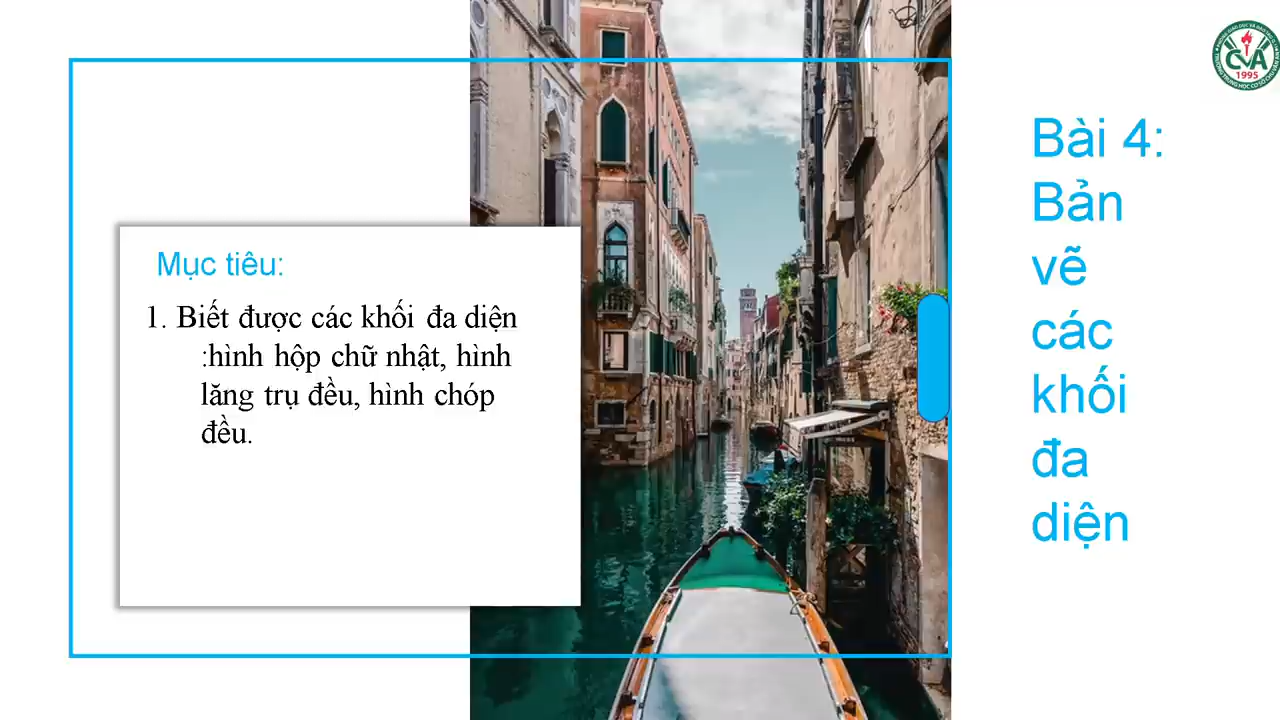 Mục tiêu:
1. Biết được các khối đa diện
:hình hộp chữ nhật, hình
lăng trụ đều, hình chóp
đều.
Bài 4:
Bản
vẽ
các
khối
đa
diện
CVA
1995